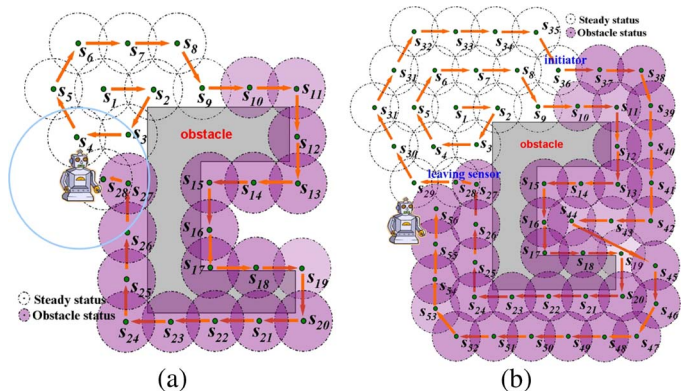 S6
S7
S8
S5
S1
S2
S9
S10
S11
S4
S3
obstacle
S12
S28
S27
S15
S14
S13
S26
S16
S17
S18
S19
S25
S24
S23
S22
S21
S20
Steady status
Obstacle status
(a)
S32
S33
S34
S35
Steady status
Obstacle status
initiator
S31
S6
S7
S8
S36
S37
S38
S31
S5
S1
S2
S9
S10
S11
S39
S30
S4
S3
obstacle
S12
S40
leaving sensor
S29
S28
S15
S14
S13
S41
S56
S26
S16
S44
S43
S42
S55
S17
S18
S19
S45
S54
S25
S24
S23
S22
S21
S20
S46
S53
S52
S51
S50
S49
S48
S47
(b)